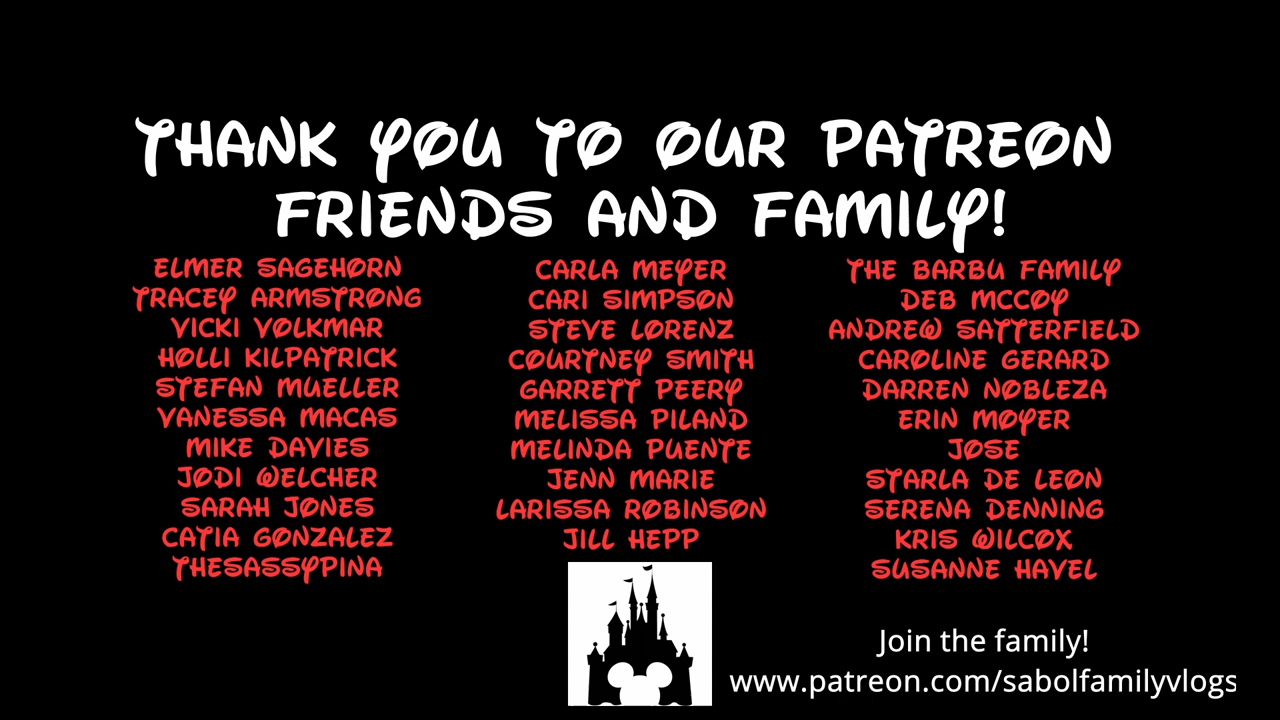 THANK YOU TO OUR PATREON
FRIENDS AND FAMILY!
ELMER SAGEHORN
TRACEY ARMSTRONG
VICKI VOLKMAR
HOLLI KILPATRICK
STEFAN MUELLER
VANESSA MACAS
MIKE DAVIES
JODI WELCHER
SARAH JONES
CATIA GONZALEZ
THESASSYPINA
CARLA MEYER
CARI SIMPSON
STEVE LORENZ
COURTNEY SMITH
GARRETT PEERY
MELISSA PILAND
MELINDA PUENTE
JENN MARIE
LARISSA ROBINSON
JILL HEPP
THE BARBU FAMILY
DEB MCCOY
ANDREW SATTERFIELD
CAROLINE GERARD
DARREN NOBLEZA
ERIN MOYER
JOSE
STARLA DE LEON
SERENA DENNING
KRIS WILCOX
SUSANNE HAVEL
Join the family!
www.patreon.com/sabolfamilyvlogs